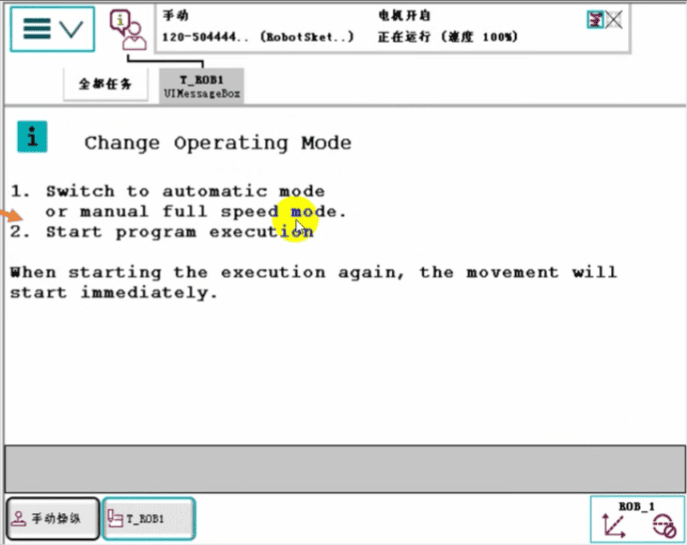 手动
120-504444.. (RobotSket..)
电机开启
正在运行 (速度 100%)
全部任务
T_ROB1
UIMessageBox
i
Change Operating Mode
1. Switch to automatic mode
or manual full speed mode.
2. Start program execution
When starting the execution again, the movement will
start immediately.
手动操纵
T_ROB1
ROB_1